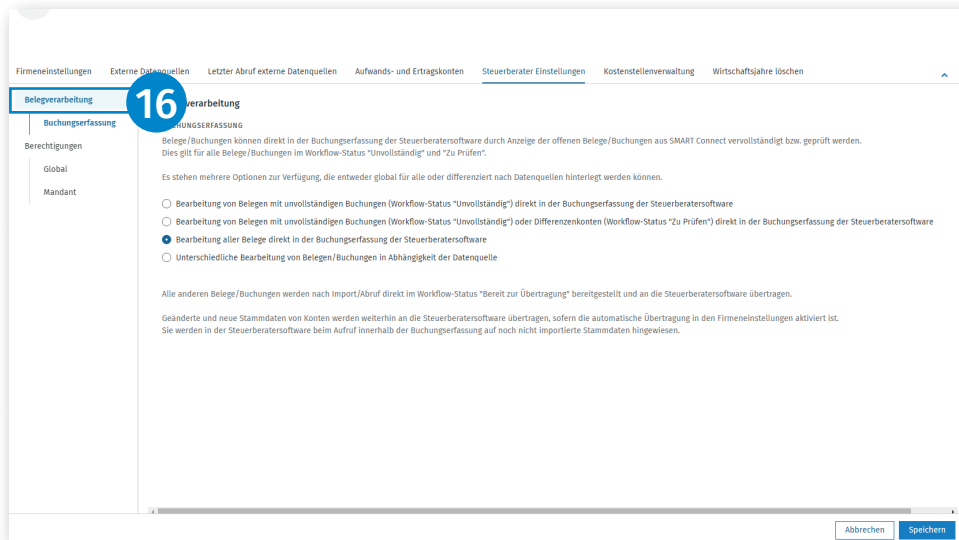 Firmeneinstellungen Externe Datenquellen Letzter Abruf externe Datenquellen Aufwands- und Ertragskonten Steuerberater Einstellungen Kostenstellenverwaltung Wirtschaftsjahre löschen
Belegverarbeitung
Buchungserfassung
Berechtigungen
Global
Mandant
16
verarbeitung
HUNGSERFASSUNG
Belege/Buchungen können direkt in der Buchungserfassung der Steuerberatersoftware durch Anzeige der offenen Belege/Buchungen aus SMART Connect vervollständigt bzw. geprüft werden.
Dies gilt für alle Belege/Buchungen im Workflow-Status "Unvollständig" und "Zu Prüfen".
Es stehen mehrere Optionen zur Verfügung, die entweder global für alle oder differenziert nach Datenquellen hinterlegt werden können.
Bearbeitung von Belegen mit unvollständigen Buchungen (Workflow-Status "Unvollständig") direkt in der Buchungserfassung der Steuerberatersoftware
Bearbeitung von Belegen mit unvollständigen Buchungen (Workflow-Status "Unvollständig") oder Differenzenkonten (Workflow-Status "Zu Prüfen") direkt in der Buchungserfassung der Steuerberatersoftware
Bearbeitung aller Belege direkt in der Buchungserfassung der Steuerberatersoftware
Unterschiedliche Bearbeitung von Belegen/Buchungen in Abhängigkeit der Datenquelle
Alle anderen Belege/Buchungen werden nach Import/Abruf direkt im Workflow-Status "Bereit zur Übertragung" bereitgestellt und an die Steuerberatersoftware übertragen.
Geänderte und neue Stammdaten von Konten werden weiterhin an die Steuerberatersoftware übertragen, sofern die automatische Übertragung in den Firmeneinstellungen aktiviert ist.
Sie werden in der Steuerberatersoftware beim Aufruf innerhalb der Buchungserfassung auf noch nicht importierte Stammdaten hingewiesen.
Abbrechen Speichern